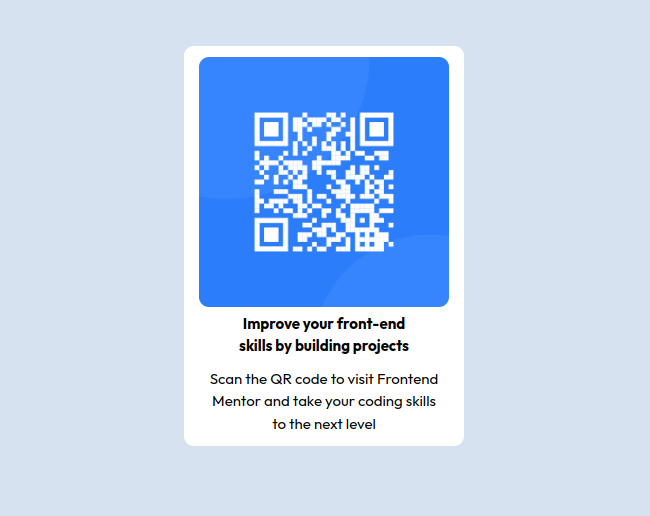 Improve your front-end
skills by building projects
Scan the QR code to visit Frontend
Mentor and take your coding skills
to the next level